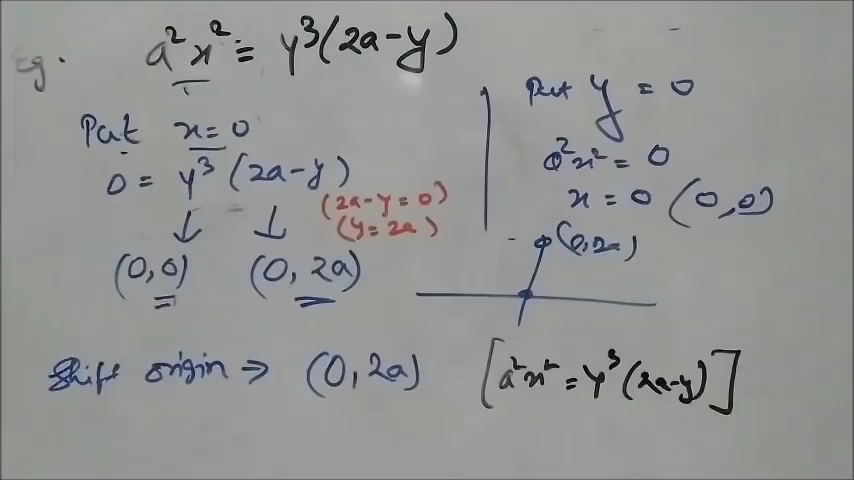 Eg. a²x² = y³(2a-y)
Put x=0
0 = y³ (2a-y)
(2a-y=0)
(y=2a)
(0,0) (0, 2a)
Put y = 0
a²x² = 0
x = 0 (0,0)
(0,2a)
Shift origin ⇒ (0,2a) [a²x² = y³(2a-y)]